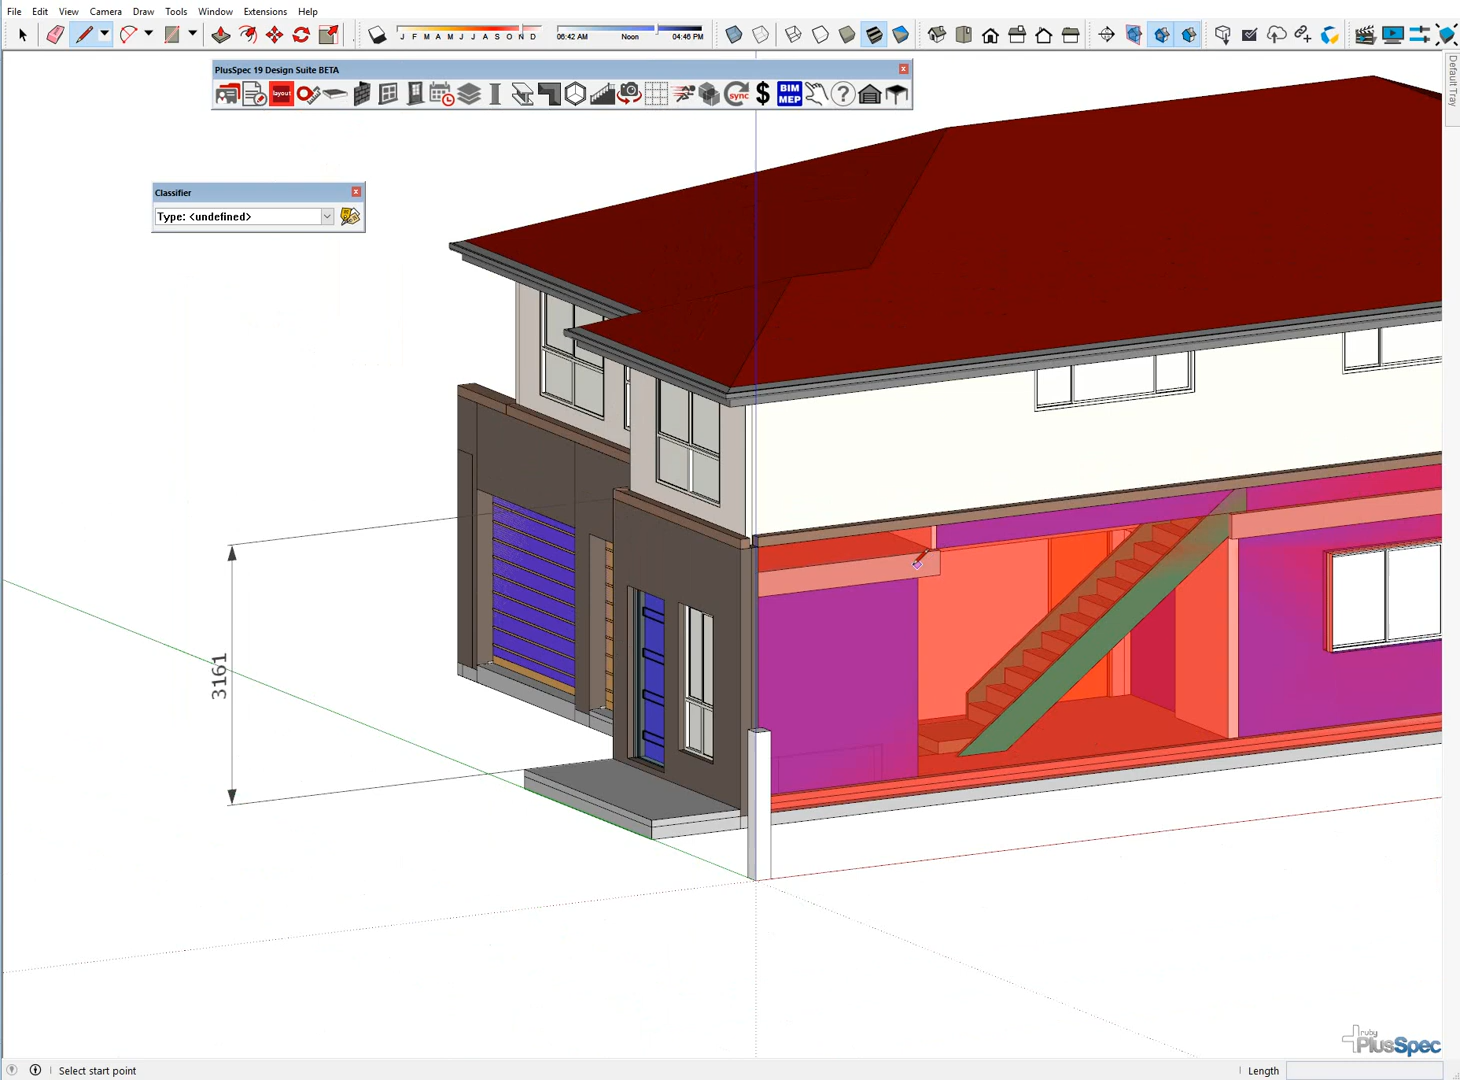 File Edit View Camera Draw Tools Window Extensions Help
J F M A M J J A S O N D
06:42 AM Noon 04:46 PM
PlusSpec 19 Design Suite BETA
layout
sync
$
BIM
MEP
?
Default Tray
Classifier
Type: <undefined>
3161
ruby
PlusSpec
Select start point
Length